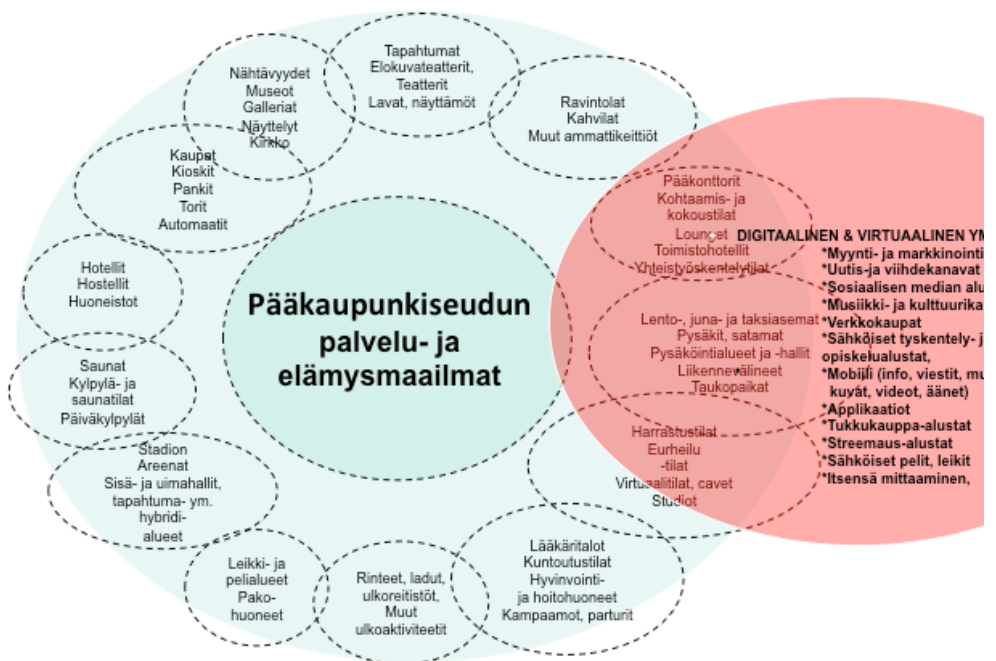 Tapahtumat
Elokuvateatterit,
Teatterit
Lavat, näyttämöt
Nähtävyydet
Museot
Galleriat
Näyttelyt
Kirkko
Ravintolat
Kahvilat
Muut ammattikeittiöt
Kaupat
Kioskit
Pankit
Torit
Automaatit
Pääkonttorit
Kohtaamis- ja
kokoustilat
Lounget
Toimistohotellit
Yhteistyöskentelytilat
Hotellit
Hostellit
Huoneistot
Pääkaupunkiseudun
palvelu- ja
elämysmaailmat
Lento-, juna- ja taksiasemat
Pysäkit, satamat
Pysäköintialueet ja -hallit
Liikennevälineet
Taukopaikat
DIGITAALINEN & VIRTUAALINEN YM
*Myynti- ja markkinointi
*Uutis-ja viihdekanavat
*Sosiaalisen median alu
*Musiikki- ja kulttuurika
*Verkkokaupat
*Sähköiset tyskentely- j
opiskelualustat,
*Mobiili (info, viestit, mu
kuvat, videot, äänet)
*Applikaatiot
*Tukkukauppa-alustat
*Streemaus-alustat
*Sähköiset pelit, leikit
*Itsensä mittaaminen,
Saunat
Kylpylä- ja
saunatilat
Päiväkylpylät
Harrastustilat
Eurheilu
-tilat
Virtuaalitilat, cavet
Studiot
Stadion
Areenat
Sisä- ja uimahallit,
tapahtuma- ym.
hybridi-
alueet
Leikki- ja
pelialueet
Pako-
huoneet
Rinteet, ladut,
ulkoreitistöt,
Muut
ulkoaktiviteetit
Lääkäritalot
Kuntoutustilat
Hyvinvointi-
ja hoitohuoneet
Kampaamot, parturit